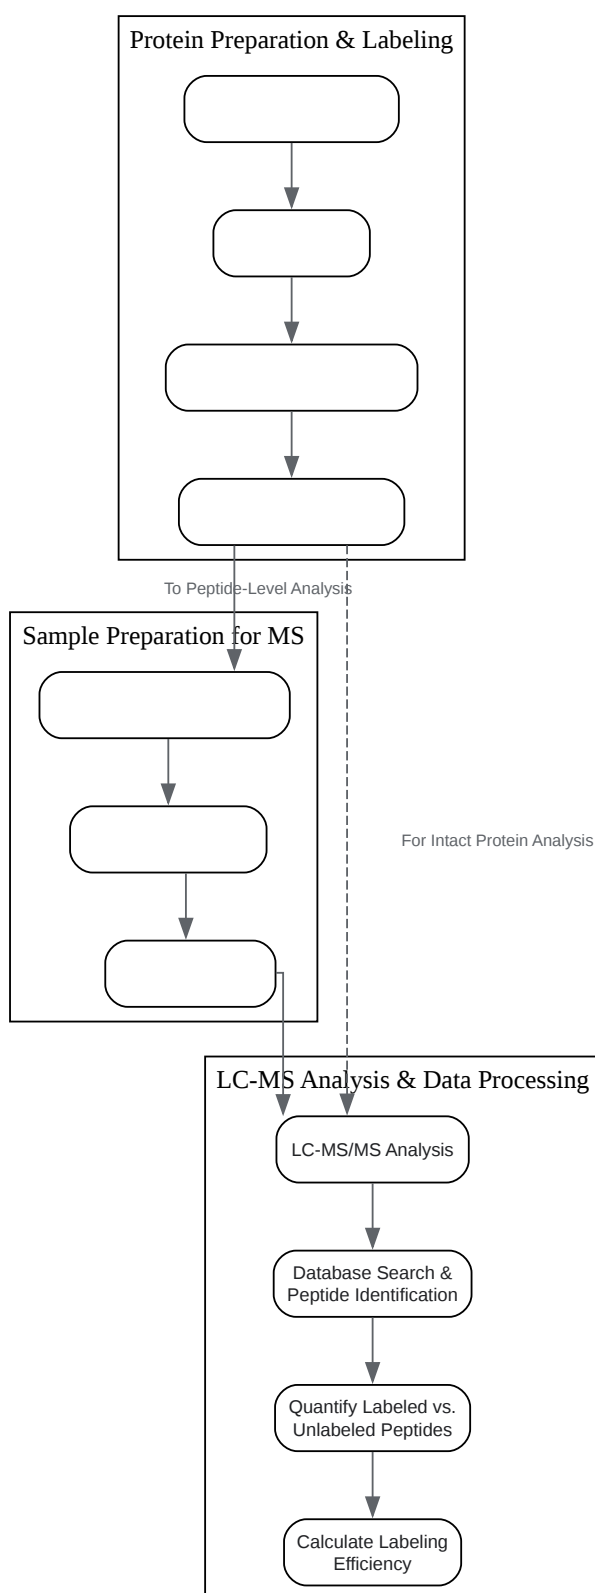 Protein Preparation & Labeling
To Peptide-Level Analysis
Sample Preparation for MS
For Intact Protein Analysis
LC-MS Analysis & Data Processing
LC-MS/MS Analysis
Database Search &
Peptide Identification
Quantify Labeled vs.
Unlabeled Peptides
Calculate Labeling
Efficiency